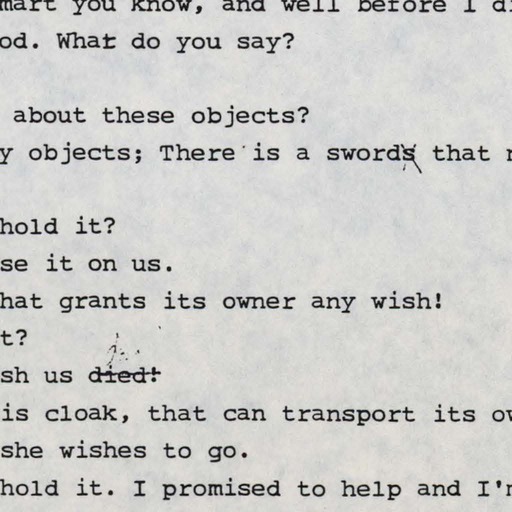 mart you know, and well before I d
od. What do you say?
about these objects?
y objects; There is a swords that
hold it?
se it on us.
hat grants its owner any wish!
t?
sh us died!
is cloak, that can transport its ow
she wishes to go.
hold it. I promised to help and I'm